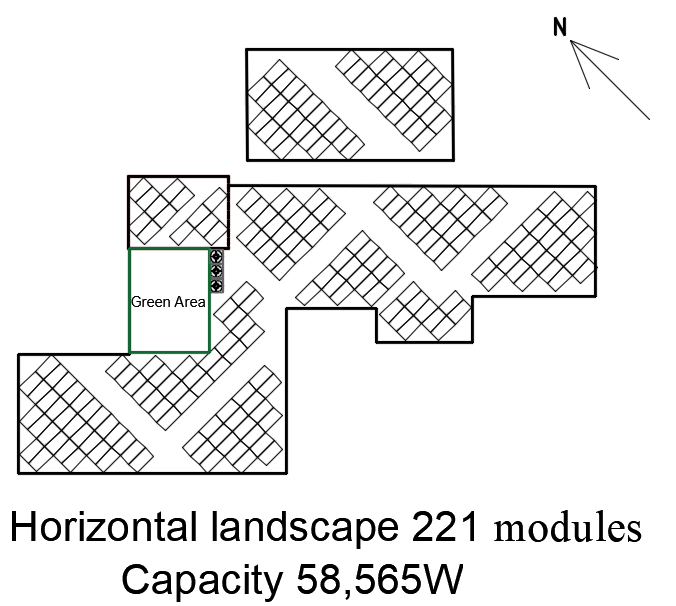 N
Green Area
Horizontal landscape 221 modules
Capacity 58,565W